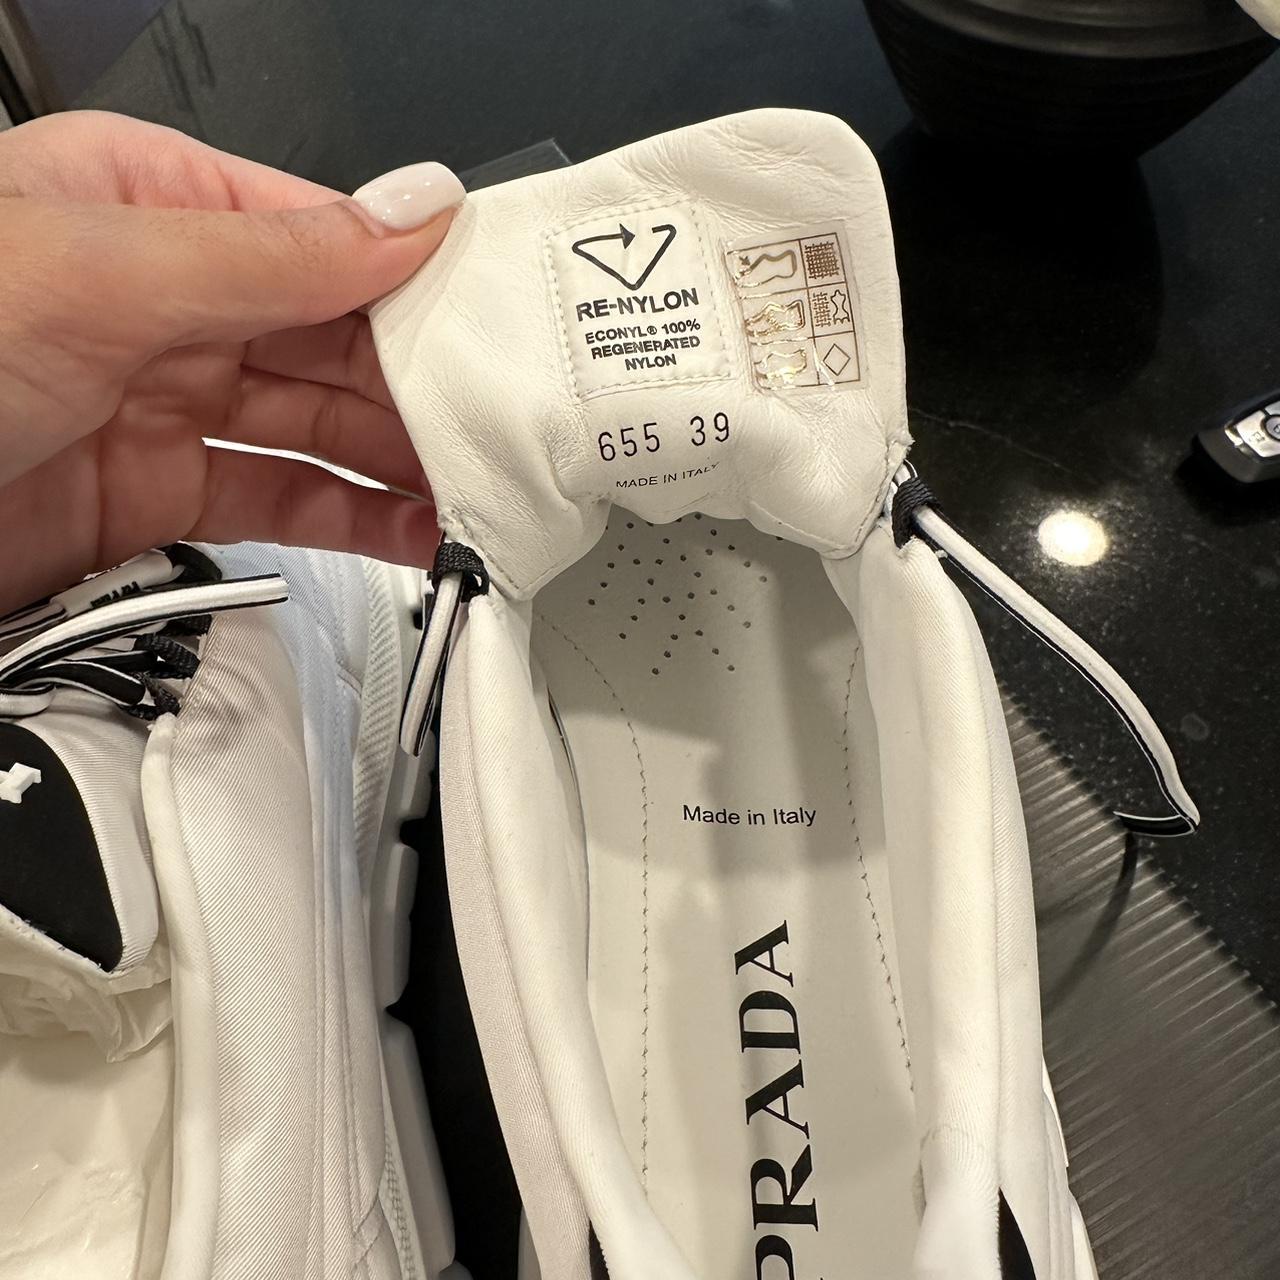 RE-NYLON
ECONYL® 100%
REGENERATED
NYLON
655 39
MADE IN ITALY
Made in Italy
PRADA